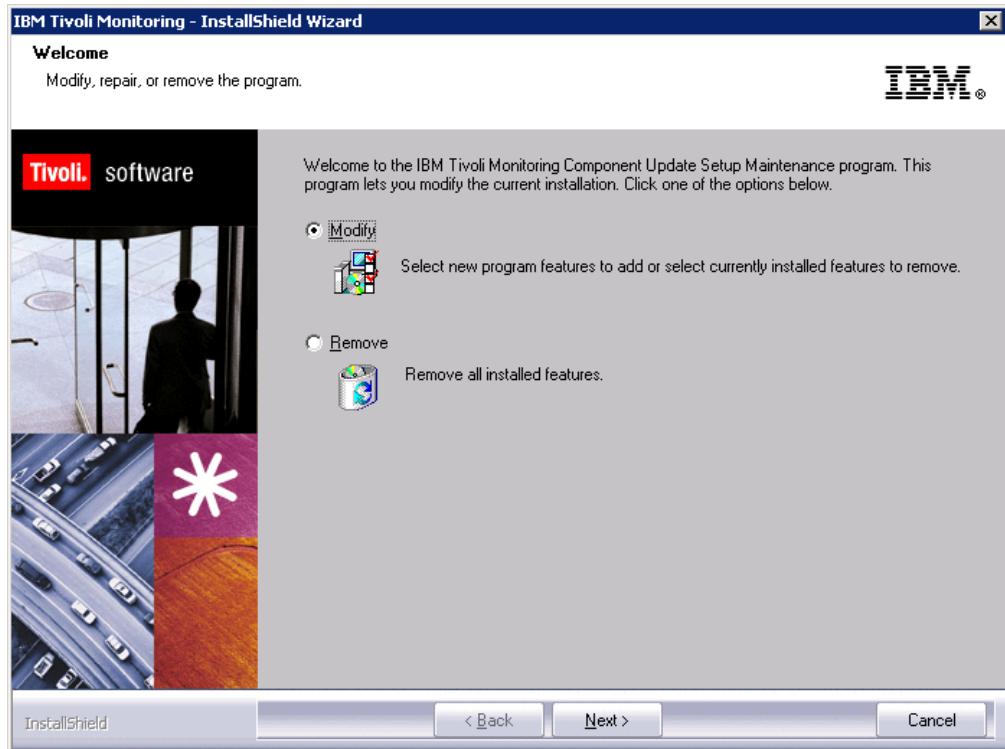 IBM Tivoli Monitoring - InstallShield Wizard
Welcome
Modify, repair, or remove the program.
IBM®
Tivoli. software
Welcome to the IBM Tivoli Monitoring Component Update Setup Maintenance program. This
program lets you modify the current installation. Click one of the options below.
Modify
Select new program features to add or select currently installed features to remove.
Remove
Remove all installed features.
InstallShield
< Back
Next >
Cancel